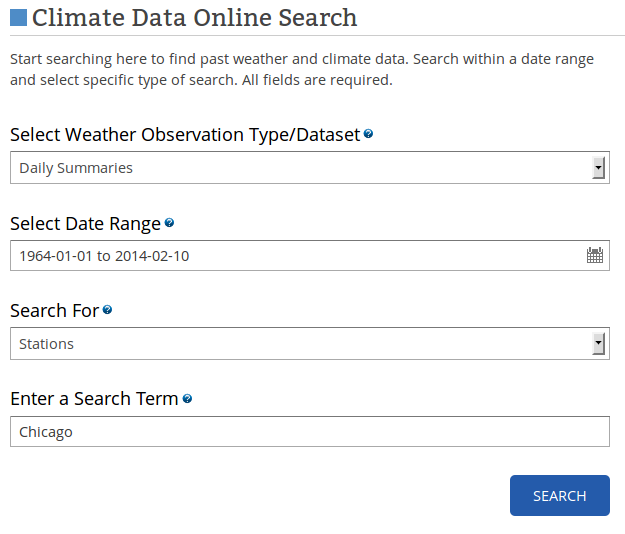 Climate Data Online Search
Start searching here to find past weather and climate data. Search within a date range
and select specific type of search. All fields are required.
Select Weather Observation Type/Dataset ?
Daily Summaries
Select Date Range ?
1964-01-01 to 2014-02-10
Search For ?
Stations
Enter a Search Term ?
Chicago
SEARCH